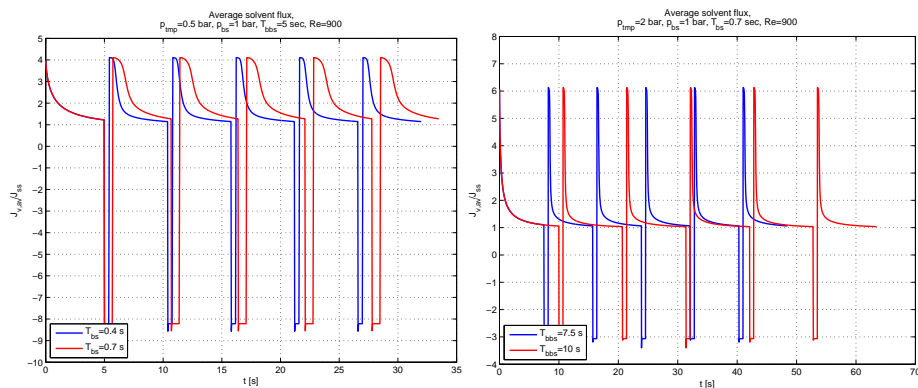 Average solvent flux,
p_tmp=0.5 bar, p_bs=1 bar, T_bbs=5 sec, Re=900
5
4
3
2
1
0
−1
−2
−3
−4
−5
−6
−7
−8
−9
−10
J_v,av/J_ss
T_bs=0.4 s
T_bs=0.7 s
0 5 10 15 20 25 30 35
t [s]
Average solvent flux,
p_tmp=2 bar, p_bs=1 bar, T_bs=0.7 sec, Re=900
8
7
6
5
4
3
2
1
0
−1
−2
−3
−4
J_v,av/J_ss
T_bbs=7.5 s
T_bbs=10 s
0 10 20 30 40 50 60 70
t [s]